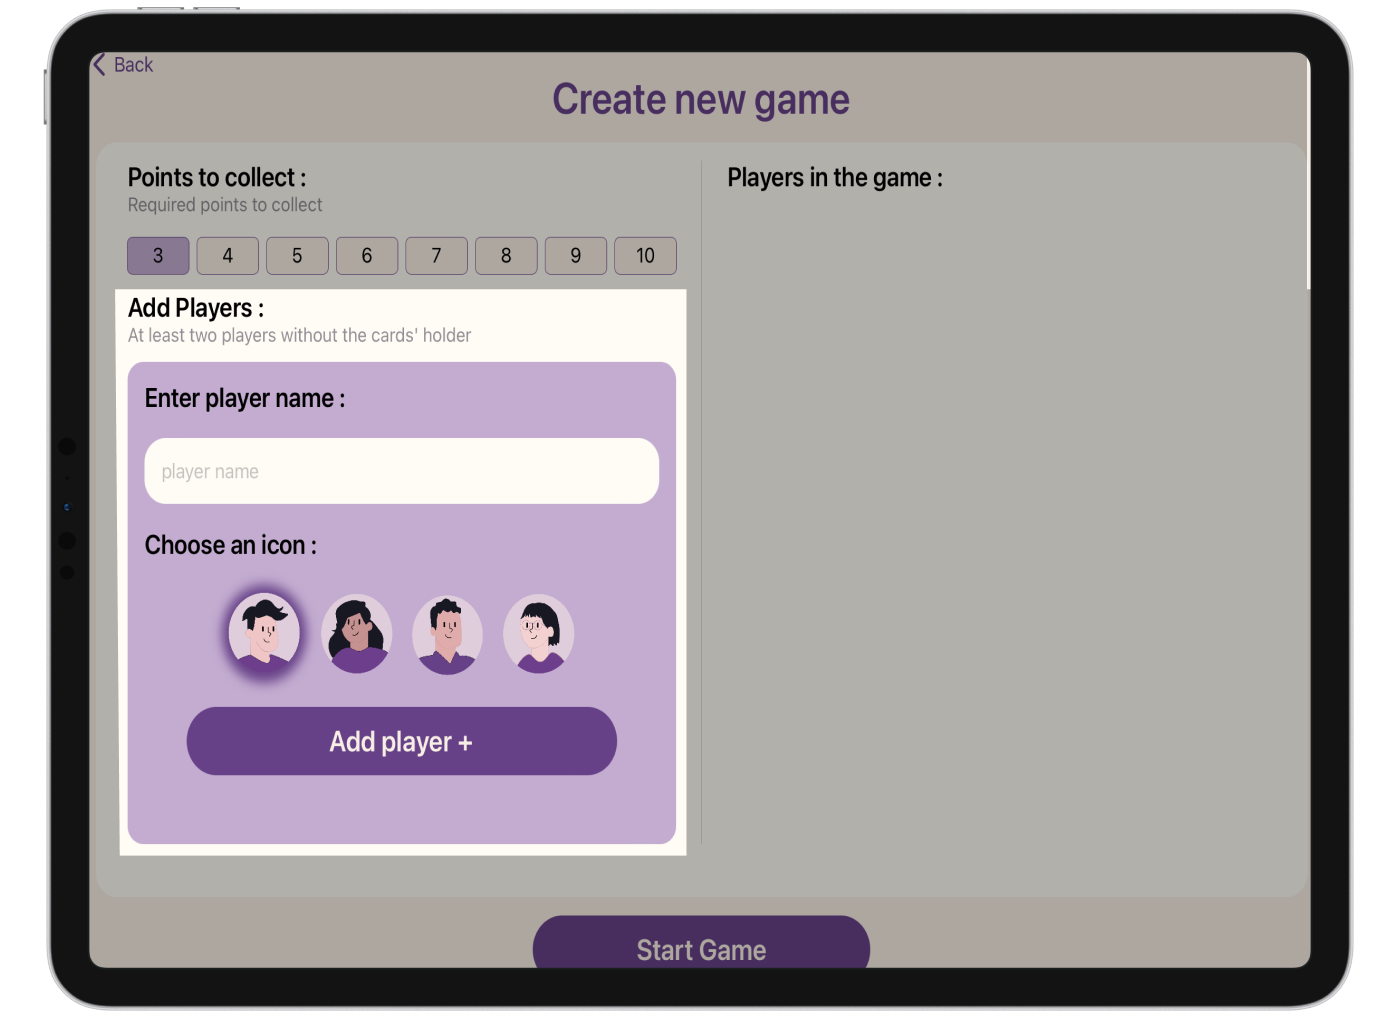 Back
Create new game
Points to collect :
Required points to collect
3 4 5 6 7 8 9 10
Add Players :
At least two players without the cards' holder
Enter player name :
player name
Choose an icon :
Add player +
Players in the game :
Start Game